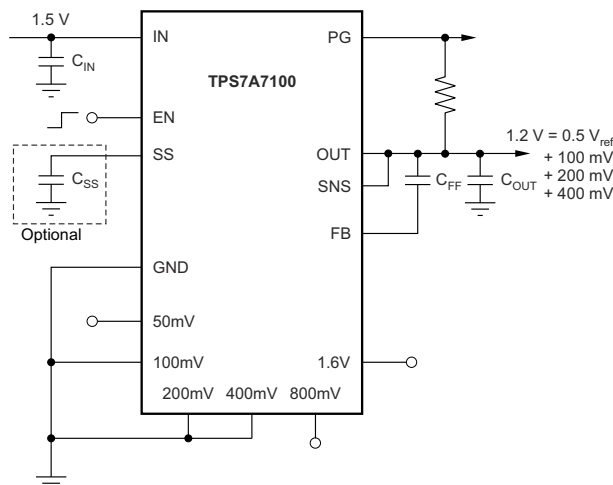 1.5 V
IN
PG
C_IN
TPS7A7100
EN
SS
C_SS
Optional
OUT
1.2 V = 0.5 V_ref
+ 100 mV
+ 200 mV
+ 400 mV
SNS
C_FF
C_OUT
FB
GND
50mV
100mV
1.6V
200mV
400mV
800mV